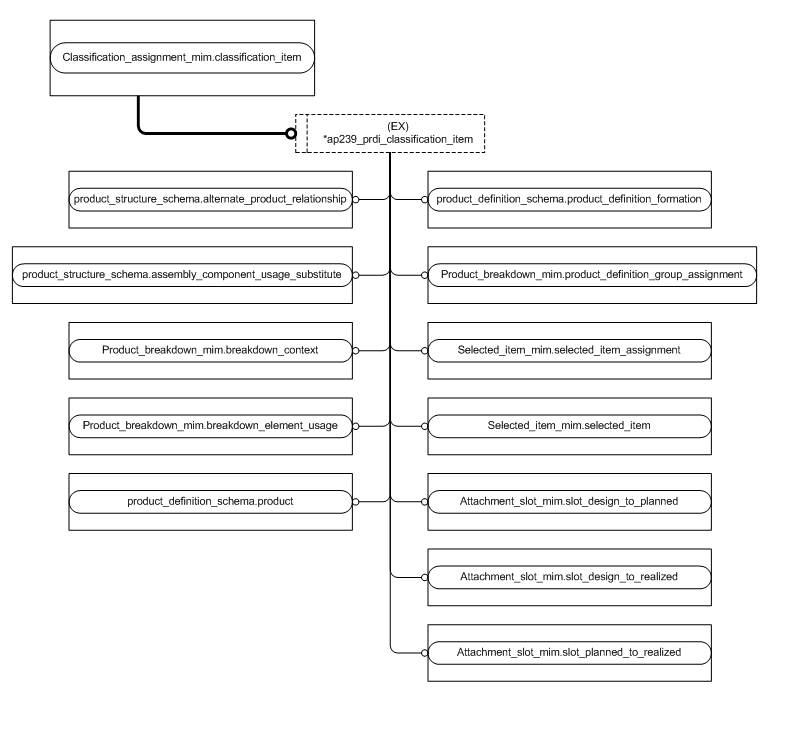 Classification_assignment_mim.classification_item
(EX)
*ap239_prdi_classification_item
product_structure_schema.alternate_product_relationship
product_definition_schema.product_definition_formation
product_structure_schema.assembly_component_usage_substitute
Product_breakdown_mim.product_definition_group_assignment
Product_breakdown_mim.breakdown_context
Selected_item_mim.selected_item_assignment
Product_breakdown_mim.breakdown_element_usage
Selected_item_mim.selected_item
product_definition_schema.product
Attachment_slot_mim.slot_design_to_planned
Attachment_slot_mim.slot_design_to_realized
Attachment_slot_mim.slot_planned_to_realized